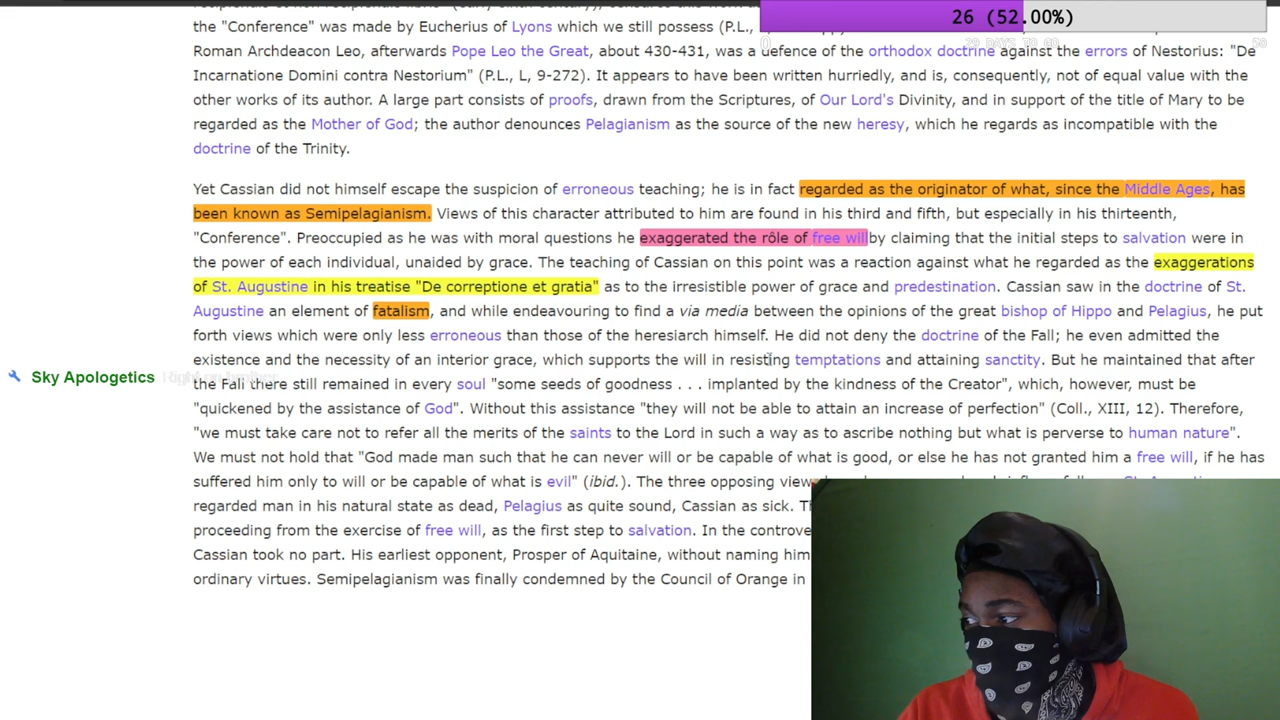 the "Conference" was made by Eucherius of Lyons which we still possess (P.L.,
Roman Archdeacon Leo, afterwards Pope Leo the Great, about 430-431, was a defence of the orthodox doctrine against the errors of Nestorius: "De
Incarnatione Domini contra Nestorium" (P.L., L, 9-272). It appears to have been written hurriedly, and is, consequently, not of equal value with the
other works of its author. A large part consists of proofs, drawn from the Scriptures, of Our Lord's Divinity, and in support of the title of Mary to be
regarded as the Mother of God; the author denounces Pelagianism as the source of the new heresy, which he regards as incompatible with the
doctrine of the Trinity.
Yet Cassian did not himself escape the suspicion of erroneous teaching; he is in fact regarded as the originator of what, since the Middle Ages, has
been known as Semipelagianism. Views of this character attributed to him are found in his third and fifth, but especially in his thirteenth,
"Conference". Preoccupied as he was with moral questions he exaggerated the rôle of free will by claiming that the initial steps to salvation were in
the power of each individual, unaided by grace. The teaching of Cassian on this point was a reaction against what he regarded as the exaggerations
of St. Augustine in his treatise "De correptione et gratia" as to the irresistible power of grace and predestination. Cassian saw in the doctrine of St.
Augustine an element of fatalism, and while endeavouring to find a via media between the opinions of the great bishop of Hippo and Pelagius, he put
forth views which were only less erroneous than those of the heresiarch himself. He did not deny the doctrine of the Fall; he even admitted the
existence and the necessity of an interior grace, which supports the will in resisting temptations and attaining sanctity. But he maintained that after
the Fall there still remained in every soul "some seeds of goodness . . . implanted by the kindness of the Creator", which, however, must be
"quickened by the assistance of God". Without this assistance "they will not be able to attain an increase of perfection" (Coll., XIII, 12). Therefore,
"we must take care not to refer all the merits of the saints to the Lord in such a way as to ascribe nothing but what is perverse to human nature".
We must not hold that "God made man such that he can never will or be capable of what is good, or else he has not granted him a free will, if he has
suffered him only to will or be capable of what is evil" (ibid.). The three opposing
regarded man in his natural state as dead, Pelagius as quite sound, Cassian as sick.
proceeding from the exercise of free will, as the first step to salvation. In the
Cassian took no part. His earliest opponent, Prosper of Aquitaine, without naming him
ordinary virtues. Semipelagianism was finally condemned by the Council of Orange in
26 (52.00%)
0 29 DAYS TO GO 50
Sky Apologetics Right on brother